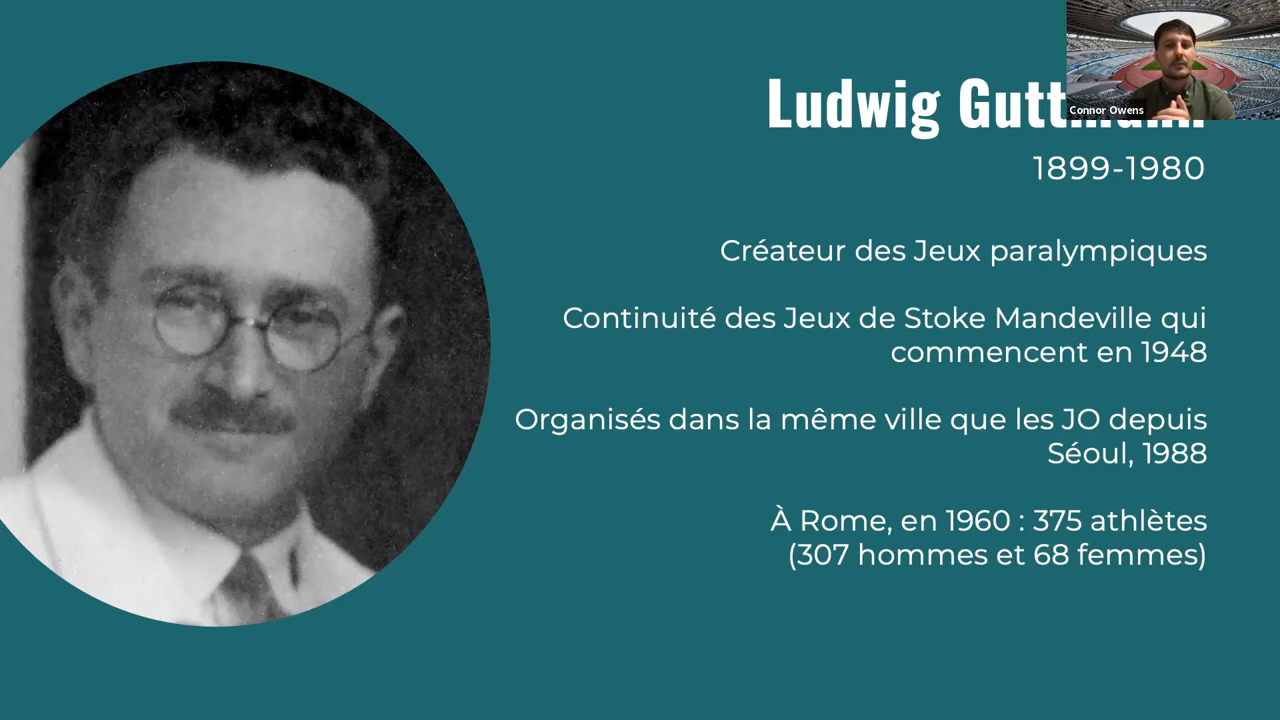 Ludwig Gutt
Connor Owens
1899-1980
Créateur des Jeux paralympiques
Continuité des Jeux de Stoke Mandeville qui
commencent en 1948
Organisés dans la même ville que les JO depuis
Séoul, 1988
À Rome, en 1960 : 375 athlètes
(307 hommes et 68 femmes)